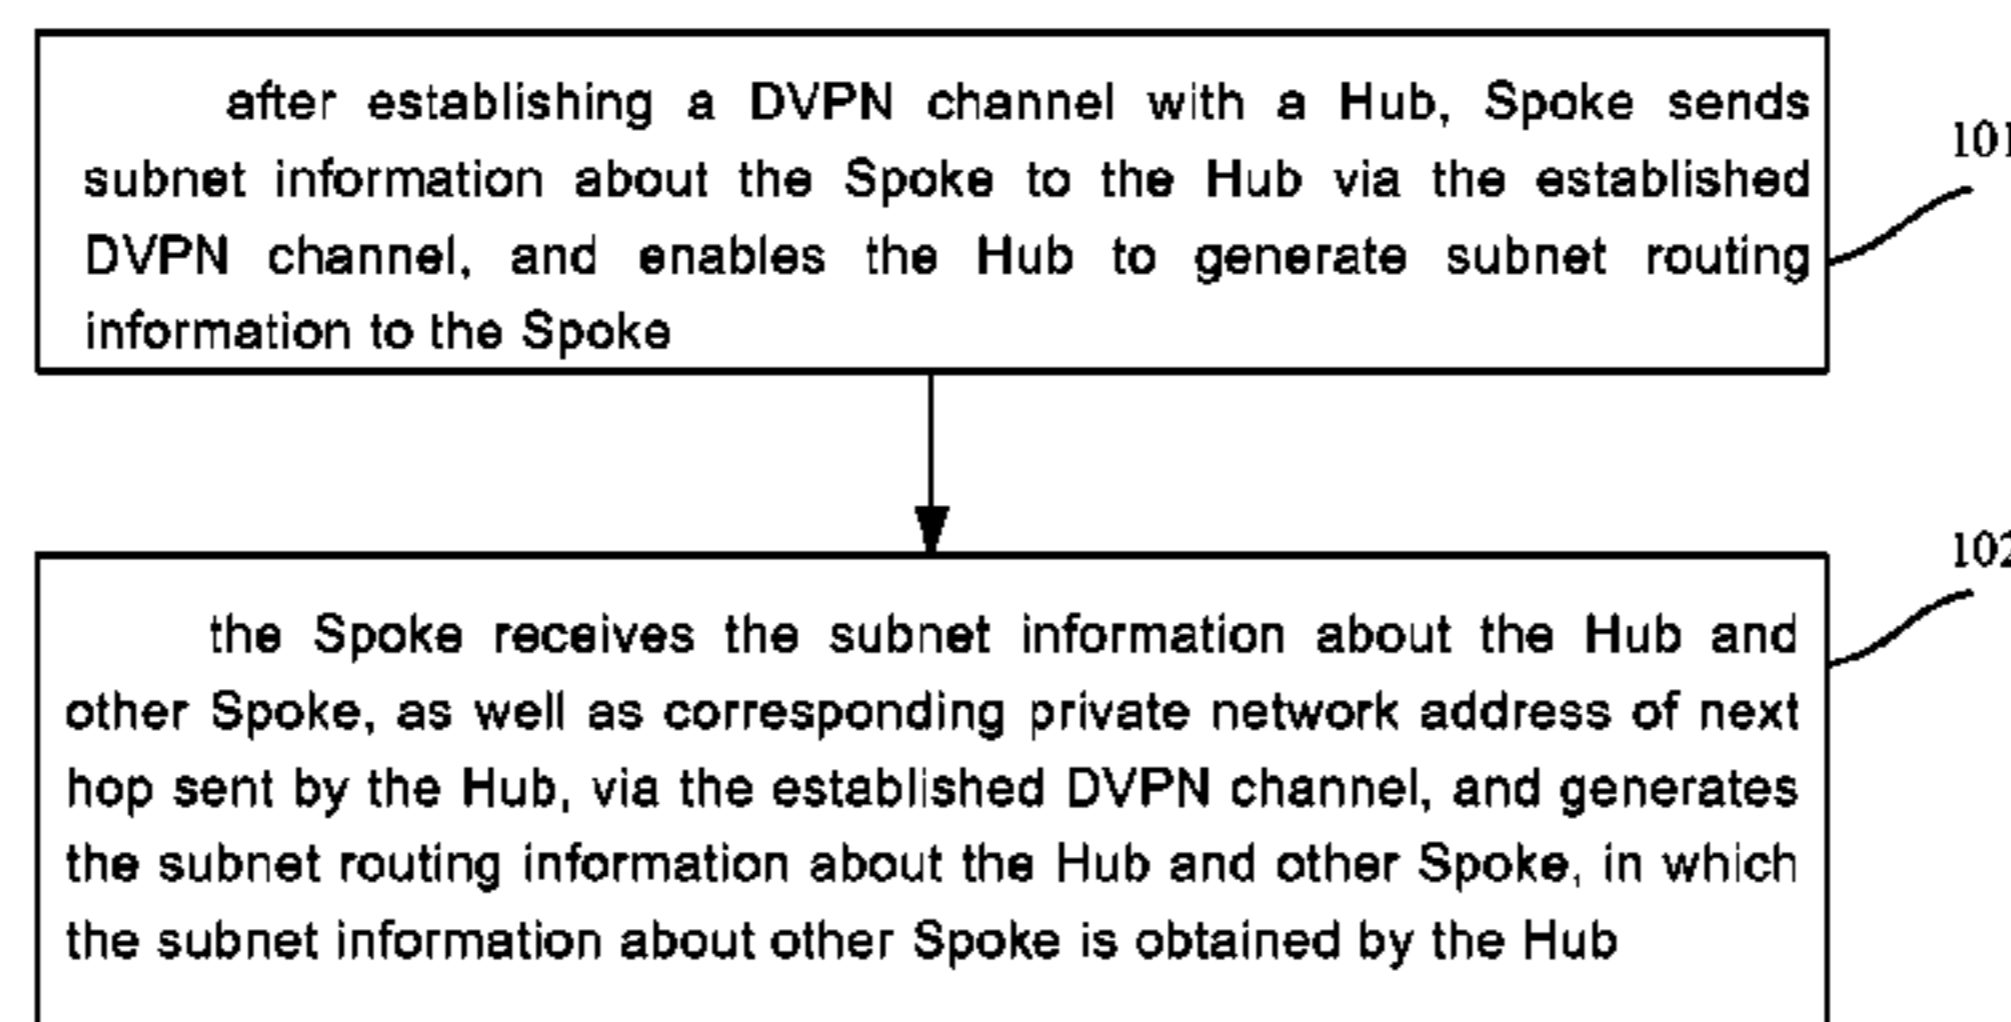 after establishing a DVPN channel with a Hub, Spoke sends
subnet information about the Spoke to the Hub via the established
DVPN channel, and enables the Hub to generate subnet routing
information to the Spoke
101
102
the Spoke receives the subnet information about the Hub and
other Spoke, as well as corresponding private network address of next
hop sent by the Hub, via the established DVPN channel, and generates
the subnet routing information about the Hub and other Spoke, in which
the subnet information about other Spoke is obtained by the Hub